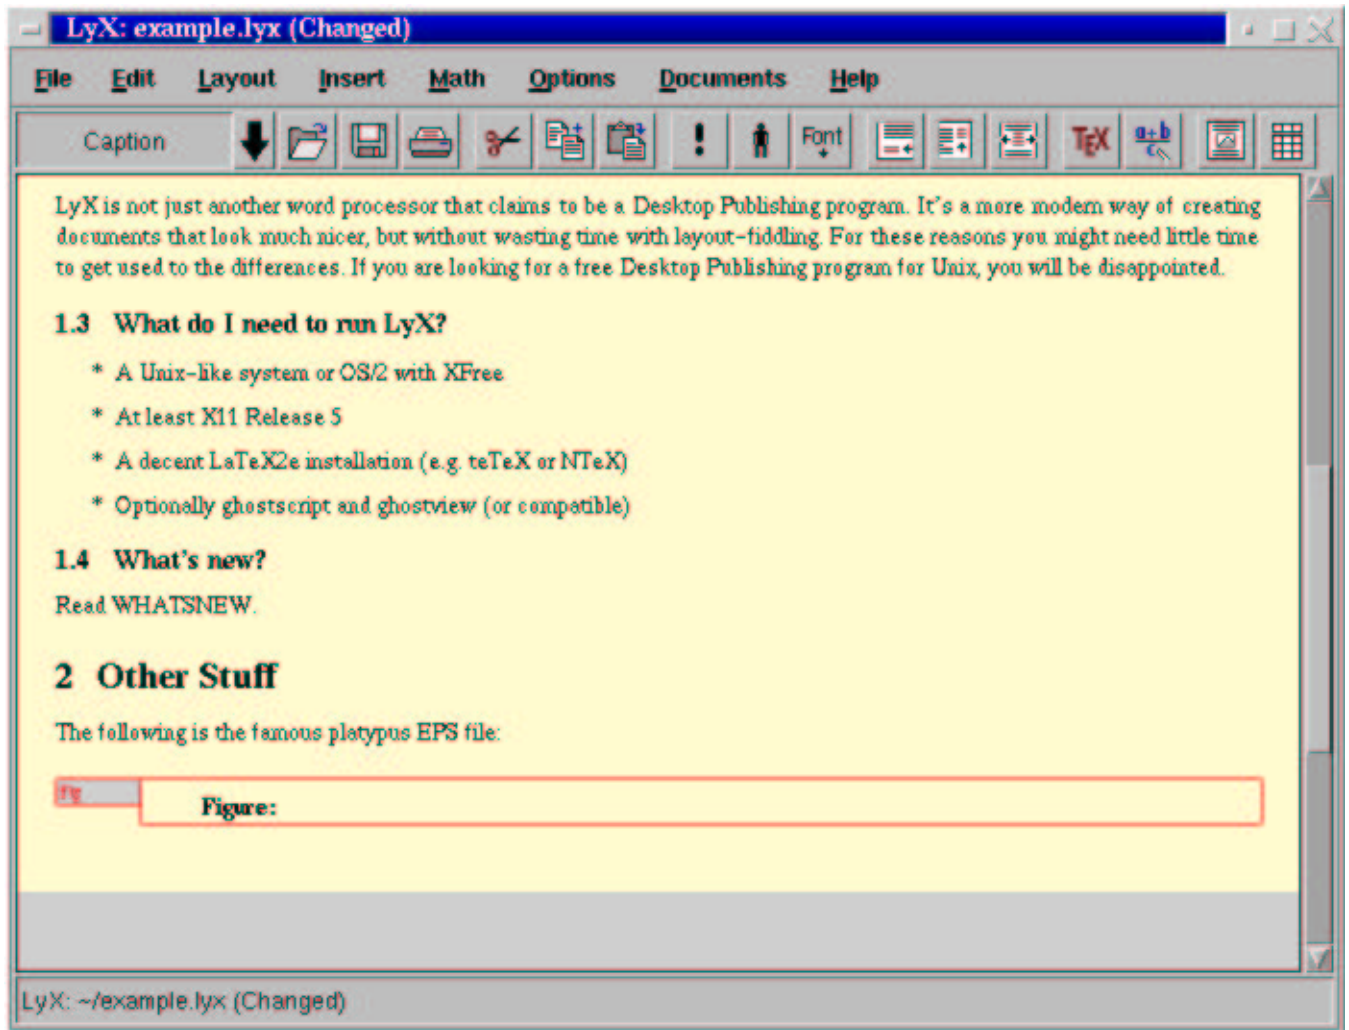 LyX: example.lyx (Changed)
File Edit Layout Insert Math Options Documents Help
Caption Font TEX a+b c
LyX is not just another word processor that claims to be a Desktop Publishing program. It's a more modern way of creating
documents that look much nicer, but without wasting time with layout-fiddling. For these reasons you might need little time
to get used to the differences. If you are looking for a free Desktop Publishing program for Unix, you will be disappointed.
1.3 What do I need to run LyX?
* A Unix-like system or OS/2 with XFree
* At least X11 Release 5
* A decent LaTeX2e installation (e.g. teTeX or NTeX)
* Optionally ghostscript and ghostview (or compatible)
1.4 What's new?
Read WHATSNEW.
2 Other Stuff
The following is the famous platypus EPS file:
fig
Figure:
LyX: ~/example.lyx (Changed)